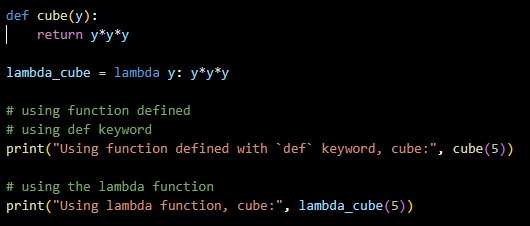 def cube(y):
    return y*y*y
lambda_cube = lambda y: y*y*y
# using function defined
# using def keyword
print("Using function defined with `def` keyword, cube:", cube(5))
# using the lambda function
print("Using lambda function, cube:", lambda_cube(5))